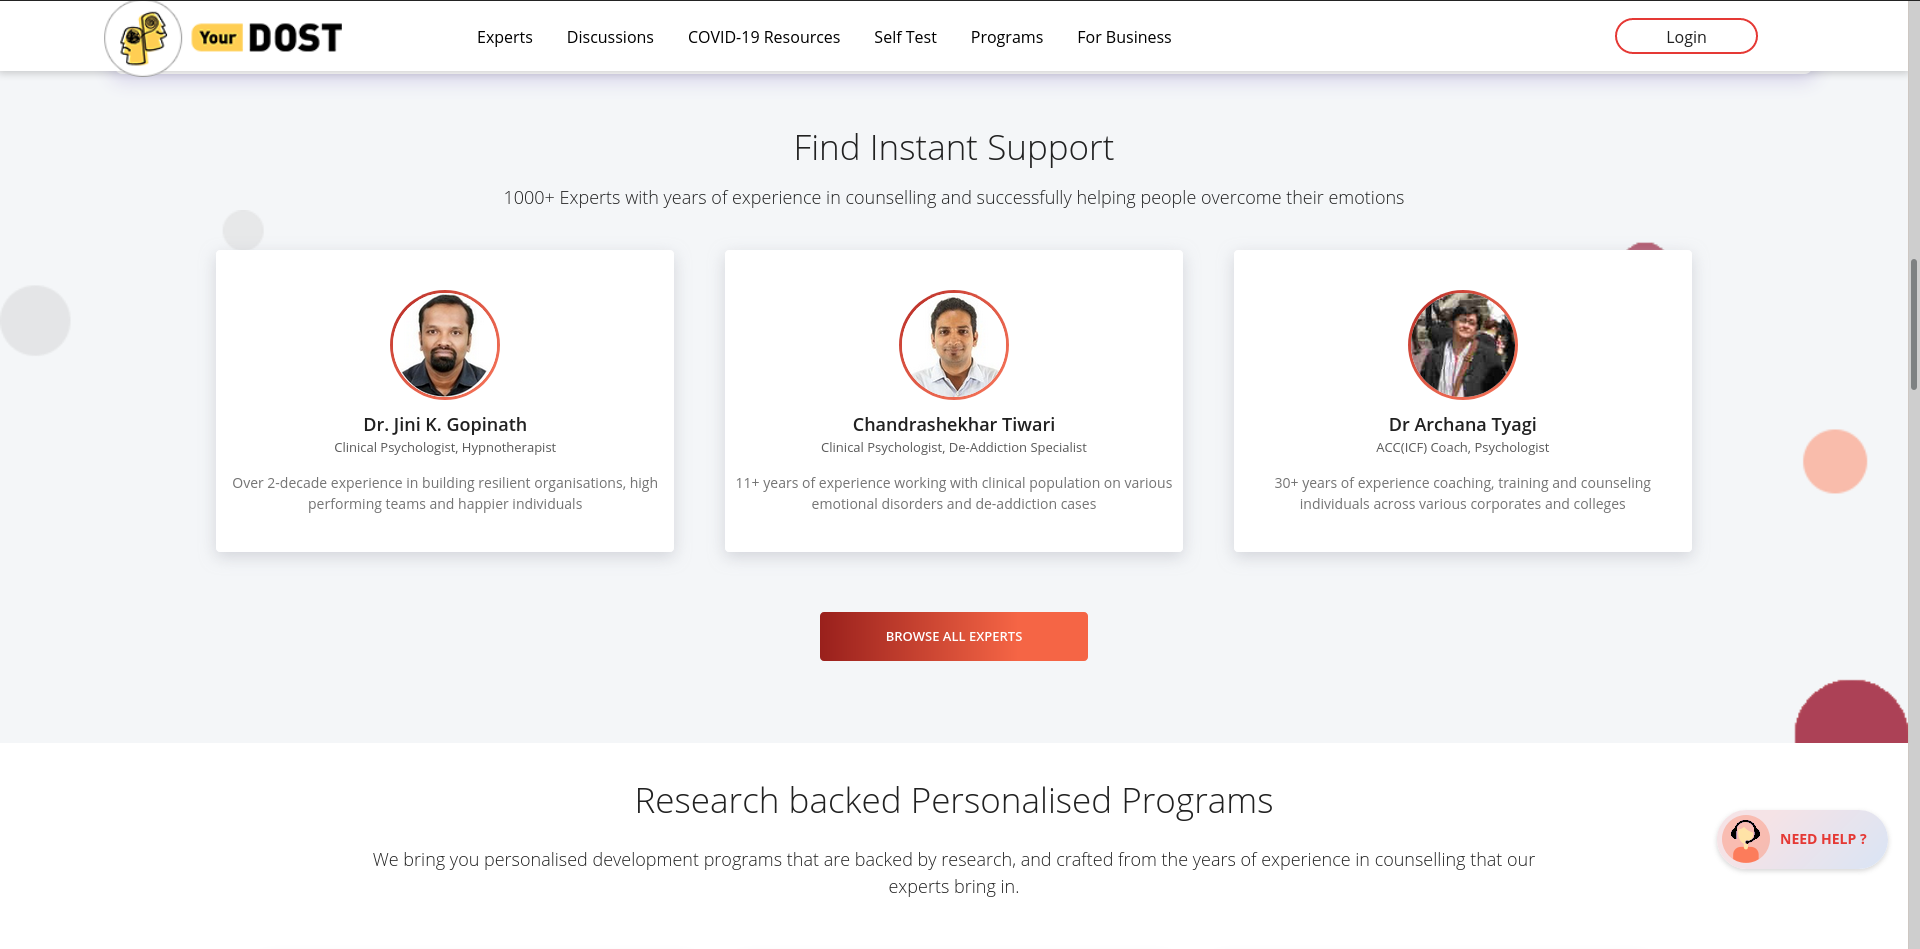 Your DOST
Experts
Discussions
COVID-19 Resources
Self Test
Programs
For Business
Login
Find Instant Support
1000+ Experts with years of experience in counselling and successfully helping people overcome their emotions
Dr. Jini K. Gopinath
Clinical Psychologist, Hypnotherapist
Over 2-decade experience in building resilient organisations, high
performing teams and happier individuals
Chandrashekhar Tiwari
Clinical Psychologist, De-Addiction Specialist
11+ years of experience working with clinical population on various
emotional disorders and de-addiction cases
Dr Archana Tyagi
ACC(ICF) Coach, Psychologist
30+ years of experience coaching, training and counseling
individuals across various corporates and colleges
BROWSE ALL EXPERTS
Research backed Personalised Programs
We bring you personalised development programs that are backed by research, and crafted from the years of experience in counselling that our
experts bring in.
NEED HELP ?